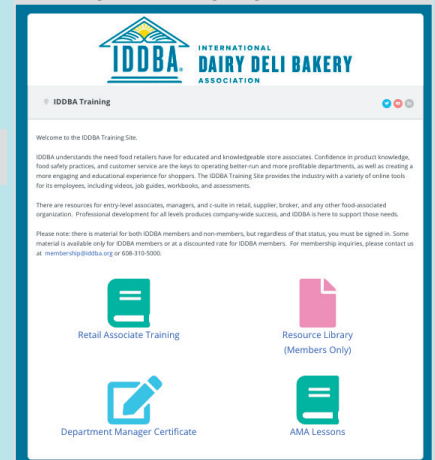 IDDBA.
INTERNATIONAL
DAIRY DELI BAKERY
ASSOCIATION
IDDBA Training
Welcome to the IDDBA Training Site.
IDDBA understands the need food retailers have for educated and knowledgeable store associates. Confidence in product knowledge,
food safety practices, and customer service are the keys to operating better-run and more profitable departments, as well as creating a
more engaging and educational experience for shoppers. The IDDBA Training Site provides the industry with a variety of online tools
for its employees, including videos, job guides, workbooks, and assessments.
There are resources for entry-level associates, managers, and c-suite in retail, supplier, broker, and any other food-associated
organization. Professional development for all levels produces company-wide success, and IDDBA is here to support those needs.
Please note: there is material for both IDDBA members and non-members, but regardless of that status, you must be signed in. Some
material is available only for IDDBA members or at a discounted rate for IDDBA members. For membership inquiries, please contact us
at membership@iddba.org or 608-310-5000.
Retail Associate Training
Resource Library
(Members Only)
Department Manager Certificate
AMA Lessons